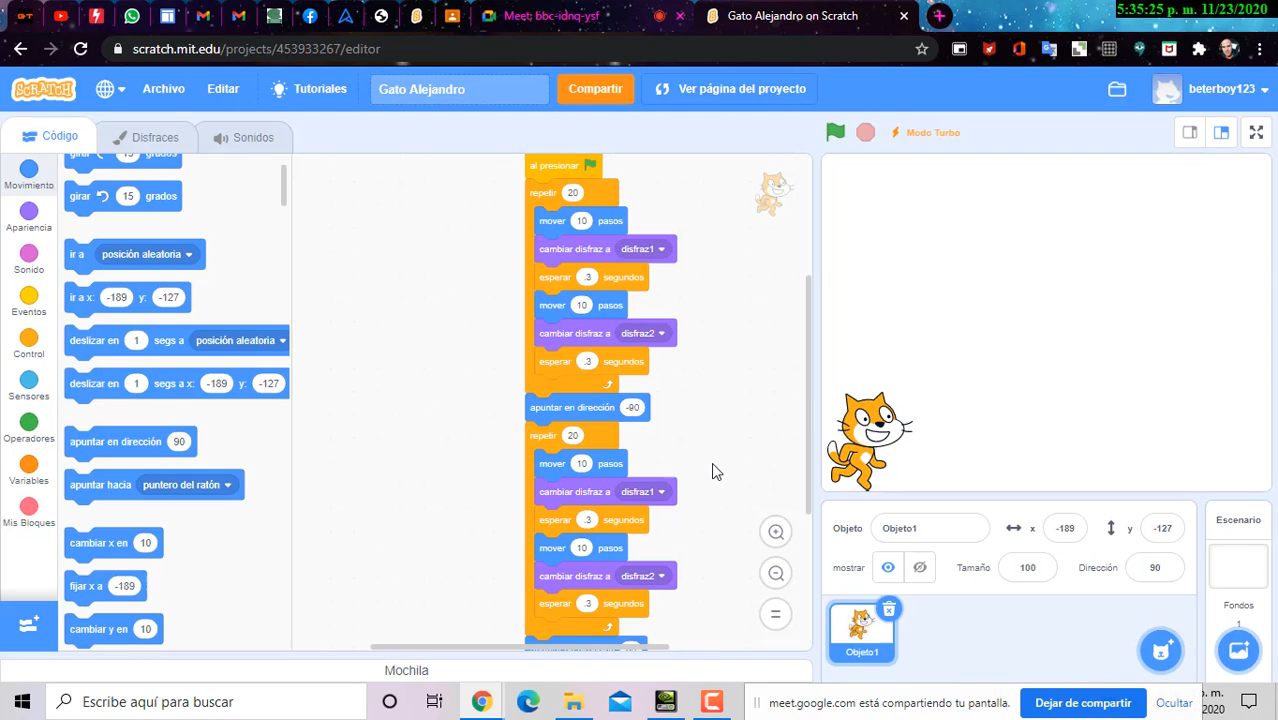 Meet: bbc-idnq-ysf
Gato Alejandro on Scratch
5:35:25 p. m. 11/23/2020
scratch.mit.edu/projects/453933267/editor
SCRATCH
Archivo
Editar
Tutoriales
Gato Alejandro
Compartir
Ver página del proyecto
beterboy123
Código
Disfraces
Sonidos
Modo Turbo
Movimiento
Apariencia
Sonido
Eventos
Control
Sensores
Operadores
Variables
Mis Bloques
girar 15 grados
girar 15 grados
ir a posición aleatoria
ir a x: -189 y: -127
deslizar en 1 segs a posición aleatoria
deslizar en 1 segs a x: -189 y: -127
apuntar en dirección 90
apuntar hacia puntero del ratón
cambiar x en 10
fijar x a -189
cambiar y en 10
al presionar
repetir 20
mover 10 pasos
cambiar disfraz a disfraz1
esperar .3 segundos
mover 10 pasos
cambiar disfraz a disfraz2
esperar .3 segundos
apuntar en dirección -90
repetir 20
mover 10 pasos
cambiar disfraz a disfraz1
esperar .3 segundos
mover 10 pasos
cambiar disfraz a disfraz2
esperar .3 segundos
Objeto Objeto1 x -189 y -127
mostrar Tamaño 100 Dirección 90
Objeto1
Escenario
Fondos
1
Mochila
Escribe aquí para buscar
meet.google.com está compartiendo tu pantalla.
Dejar de compartir
Ocultar
p. m.
2020